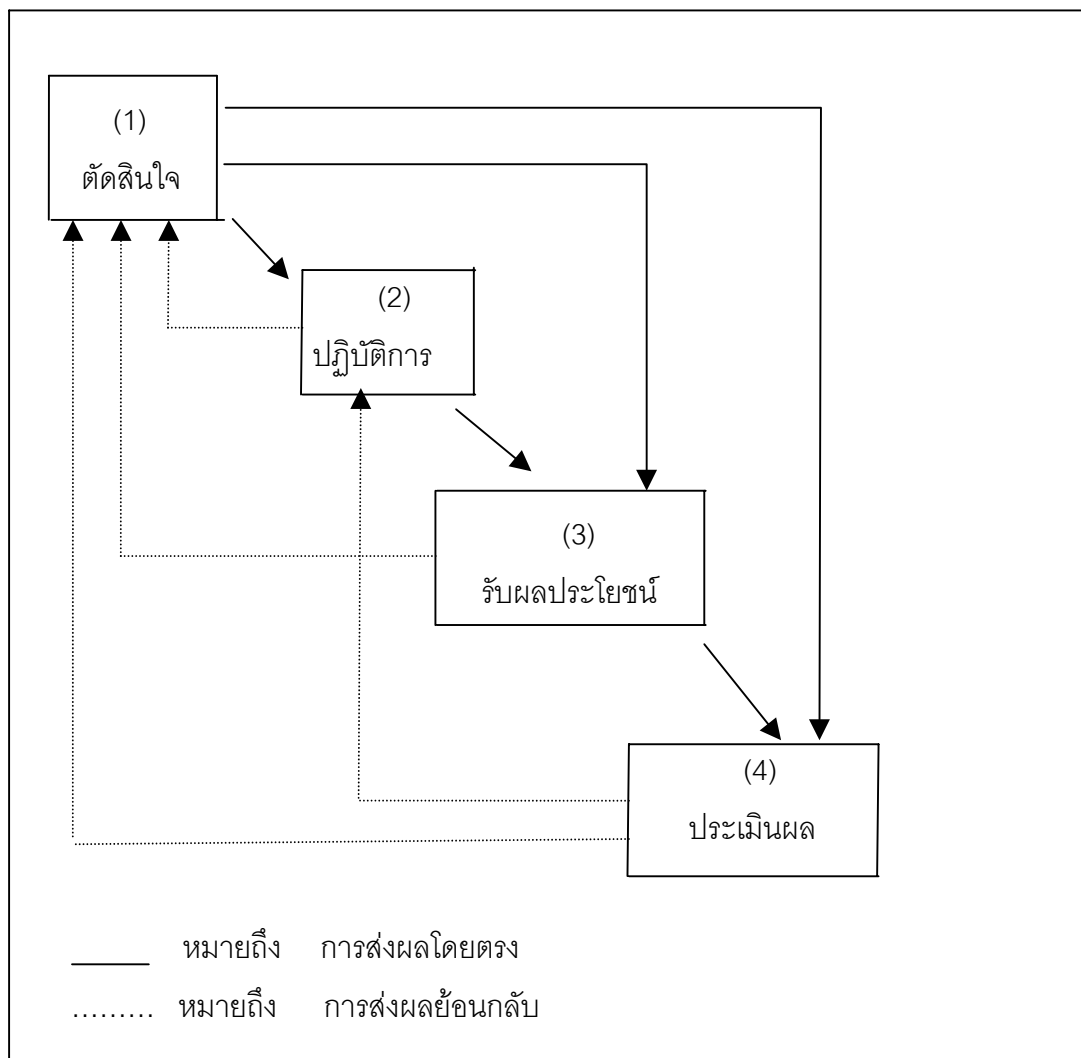 (1)
ตัดสินใจ
(2)
ปฏิบัติการ
(3)
รับผลประโยชน์
(4)
ประเมินผล
_____ หมายถึง การส่งผลโดยตรง
......... หมายถึง การส่งผลย้อนกลับ